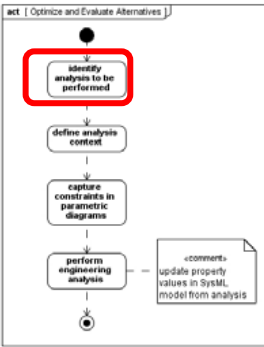 act [ Optimize and Evaluate Alternatives ]
identify
analysis to be
performed
define analysis
context
capture
constraints in
parametric
diagrams
perform
engineering
analysis
«comment»
update property
values in SysML
model from analysis